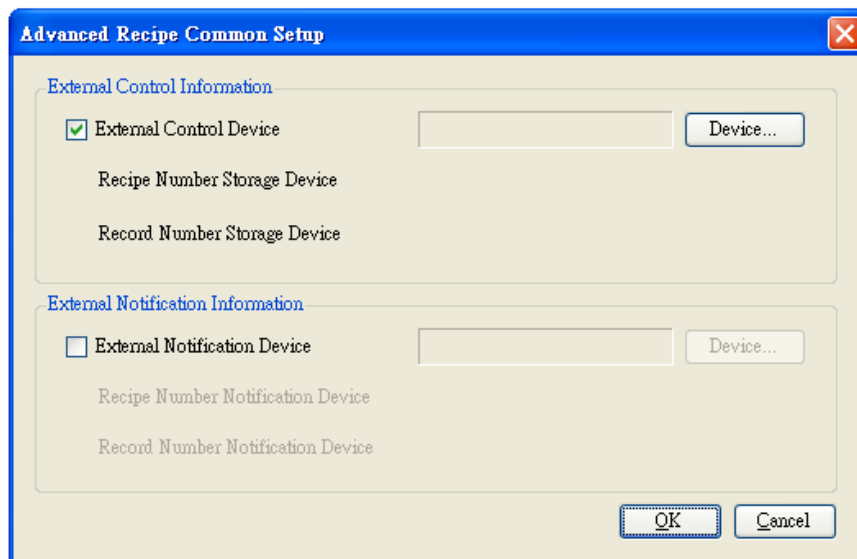 Advanced Recipe Common Setup
External Control Information
External Control Device
Device...
Recipe Number Storage Device
Record Number Storage Device
External Notification Information
External Notification Device
Device...
Recipe Number Notification Device
Record Number Notification Device
OK
Cancel